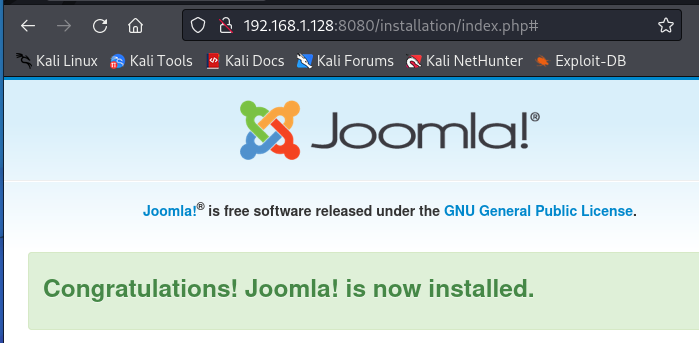 192.168.1.128:8080/installation/index.php#
Kali Linux Kali Tools Kali Docs Kali Forums Kali NetHunter Exploit-DB
Joomla!®
Joomla!® is free software released under the GNU General Public License.
Congratulations! Joomla! is now installed.